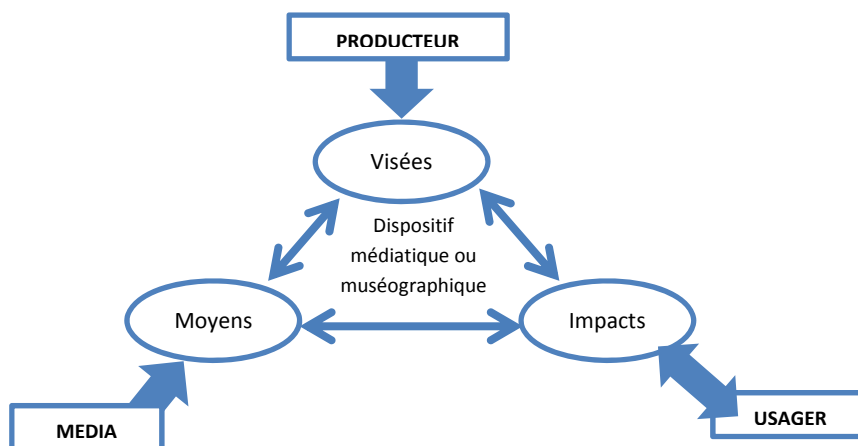 PRODUCTEUR
Visées
Dispositif
médiatique ou
muséographique
Moyens
Impacts
MEDIA
USAGER